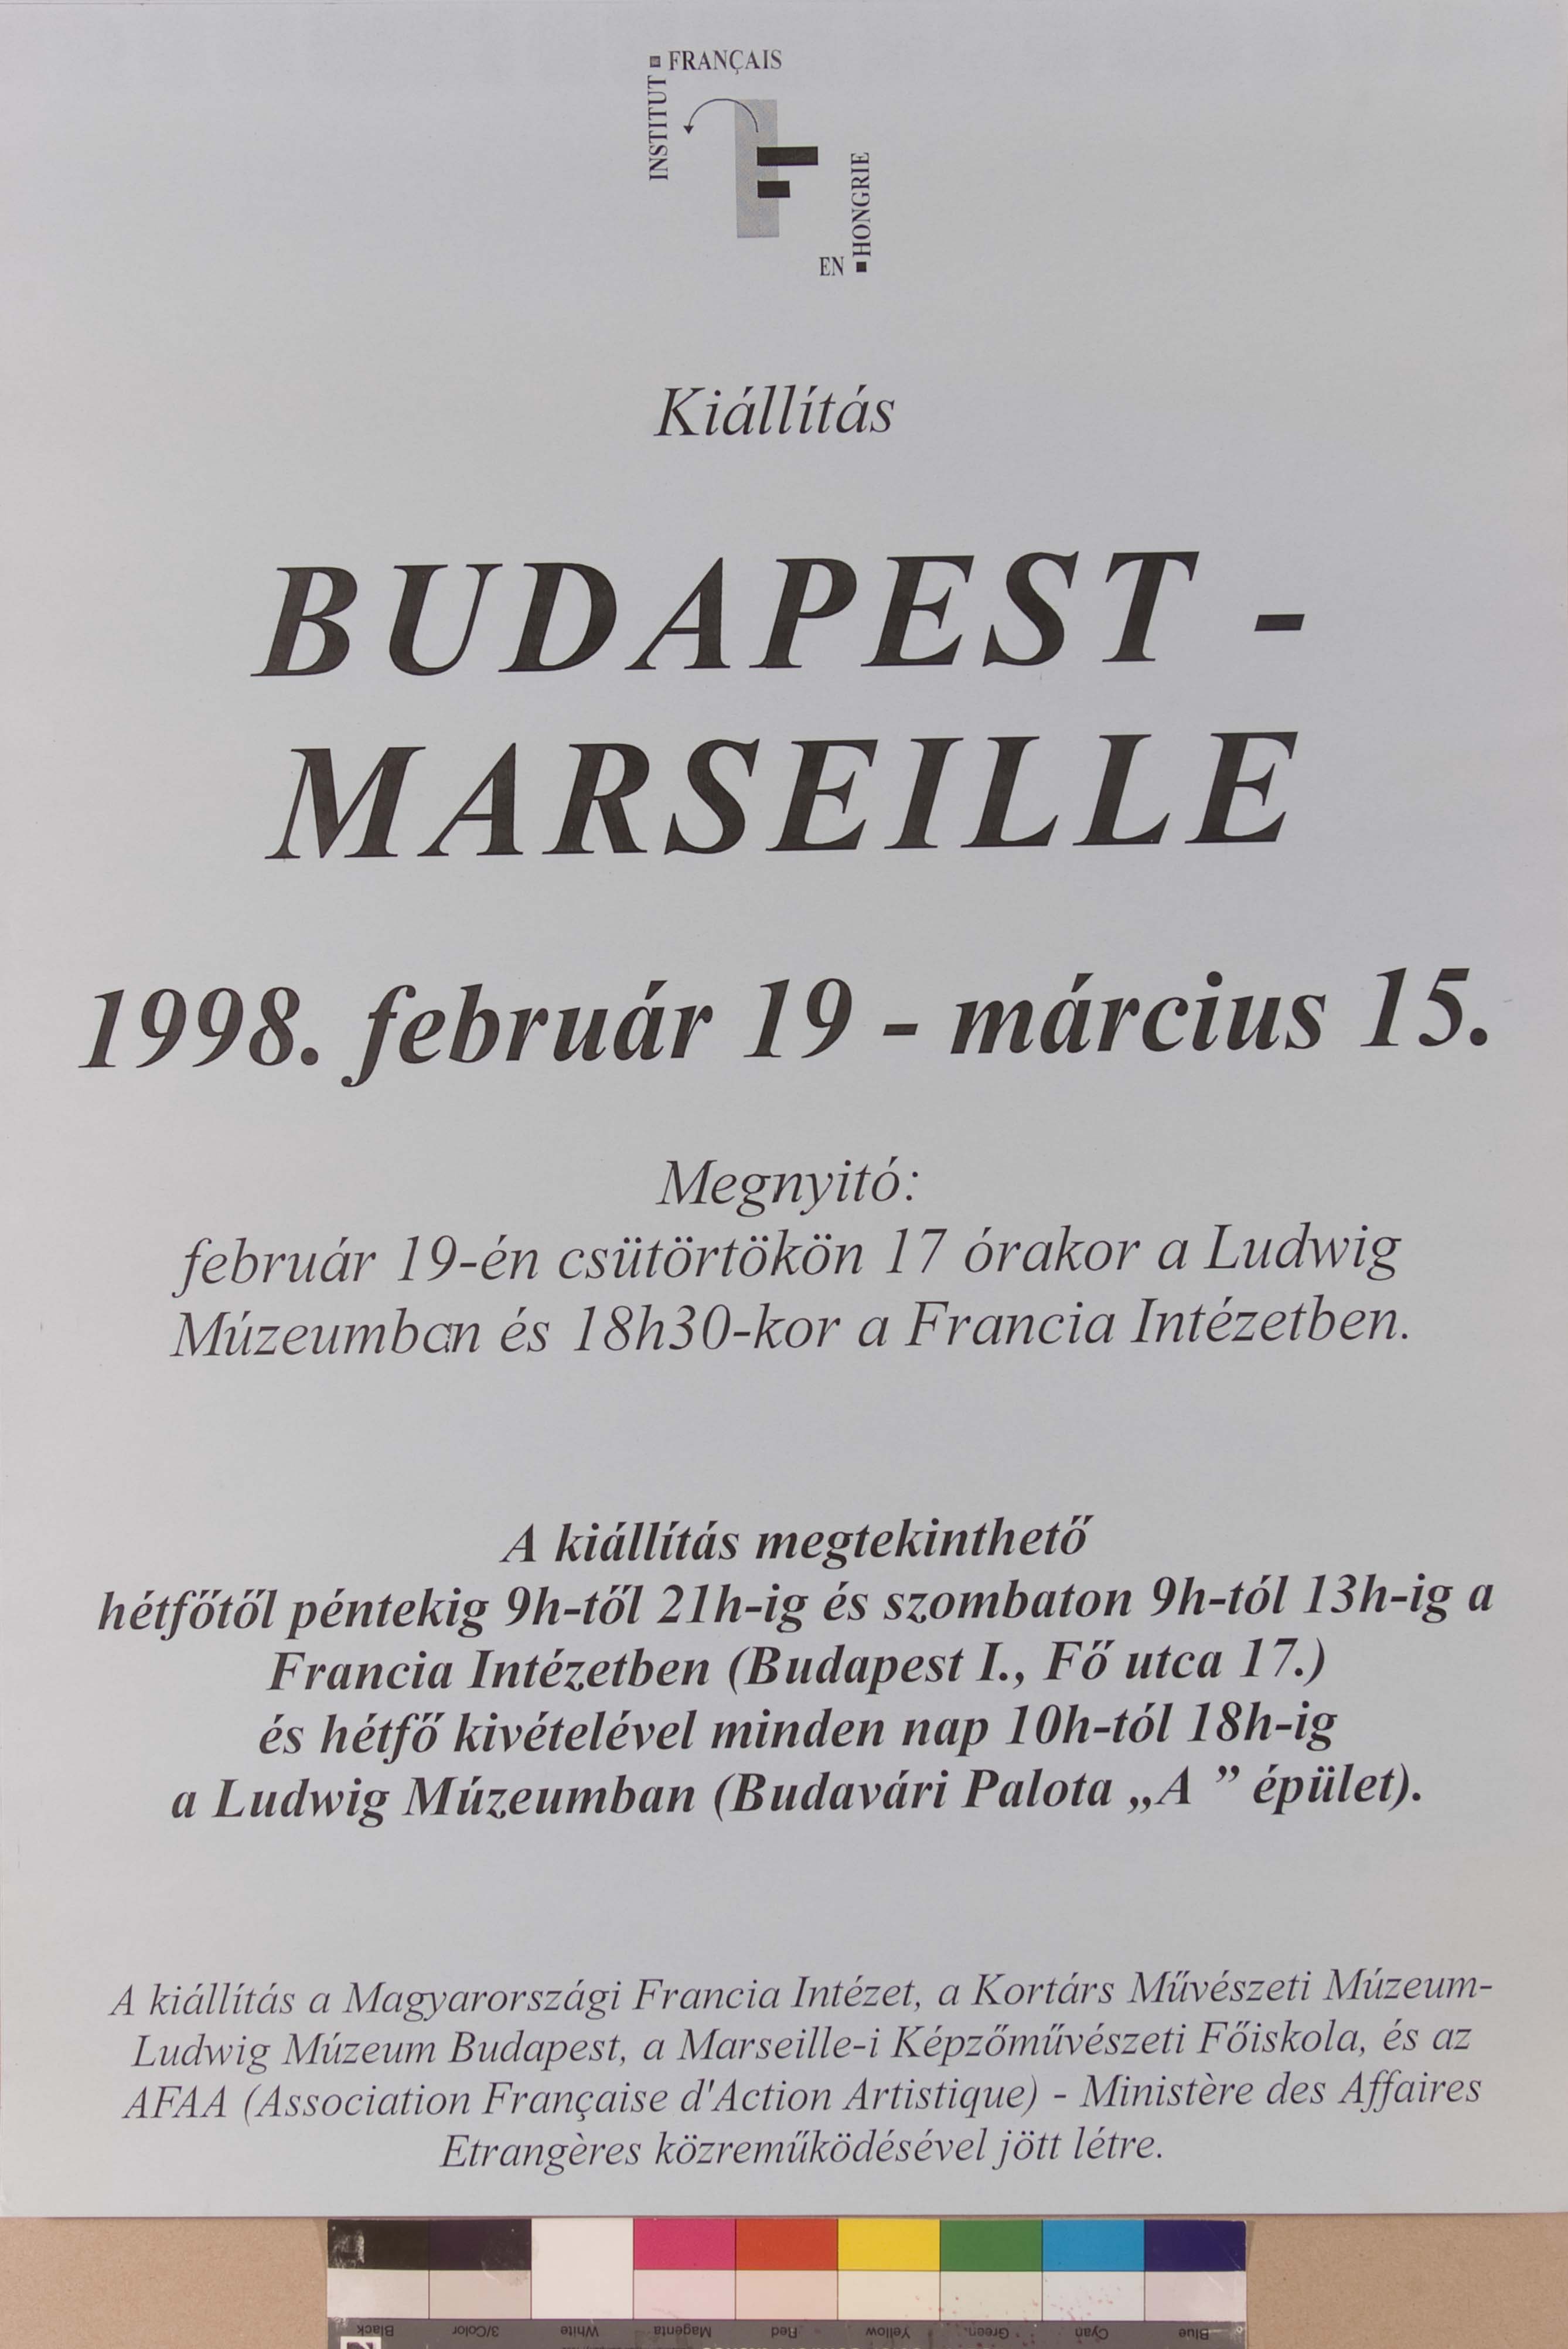 INSTITUT FRANÇAIS
EN HONGRIE
Kiállítás
BUDAPEST -
MARSEILLE
1998. február 19 - március 15.
Megnyitó:
február 19-én csütörtökön 17 órakor a Ludwig
Múzeumban és 18h30-kor a Francia Intézetben.
A kiállítás megtekinthető
hétfőtől péntekig 9h-től 21h-ig és szombaton 9h-tól 13h-ig a
Francia Intézetben (Budapest I., Fő utca 17.)
és hétfő kivételével minden nap 10h-tól 18h-ig
a Ludwig Múzeumban (Budavári Palota „A ” épület).
A kiállítás a Magyarországi Francia Intézet, a Kortárs Művészeti Múzeum-
Ludwig Múzeum Budapest, a Marseille-i Képzőművészeti Főiskola, és az
AFAA (Association Française d'Action Artistique) - Ministère des Affaires
Etrangères közreműködésével jött létre.
Black 3/Color White Magenta Red Yellow Green Cyan Blue